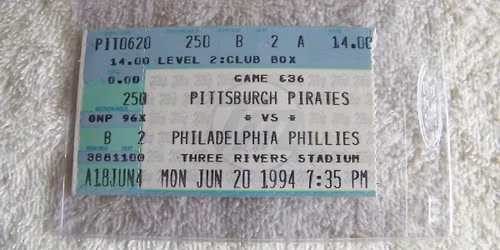 PIT0620 250 B 2 A 14.00
14.00 LEVEL 2:CLUB BOX
0.00 GAME &36
250 PITTSBURGH PIRATES
ONP 96X * VS *
B 2 PHILADELPHIA PHILLIES
3881100 THREE RIVERS STADIUM
A18JUN4 MON JUN 20 1994 7:35 PM